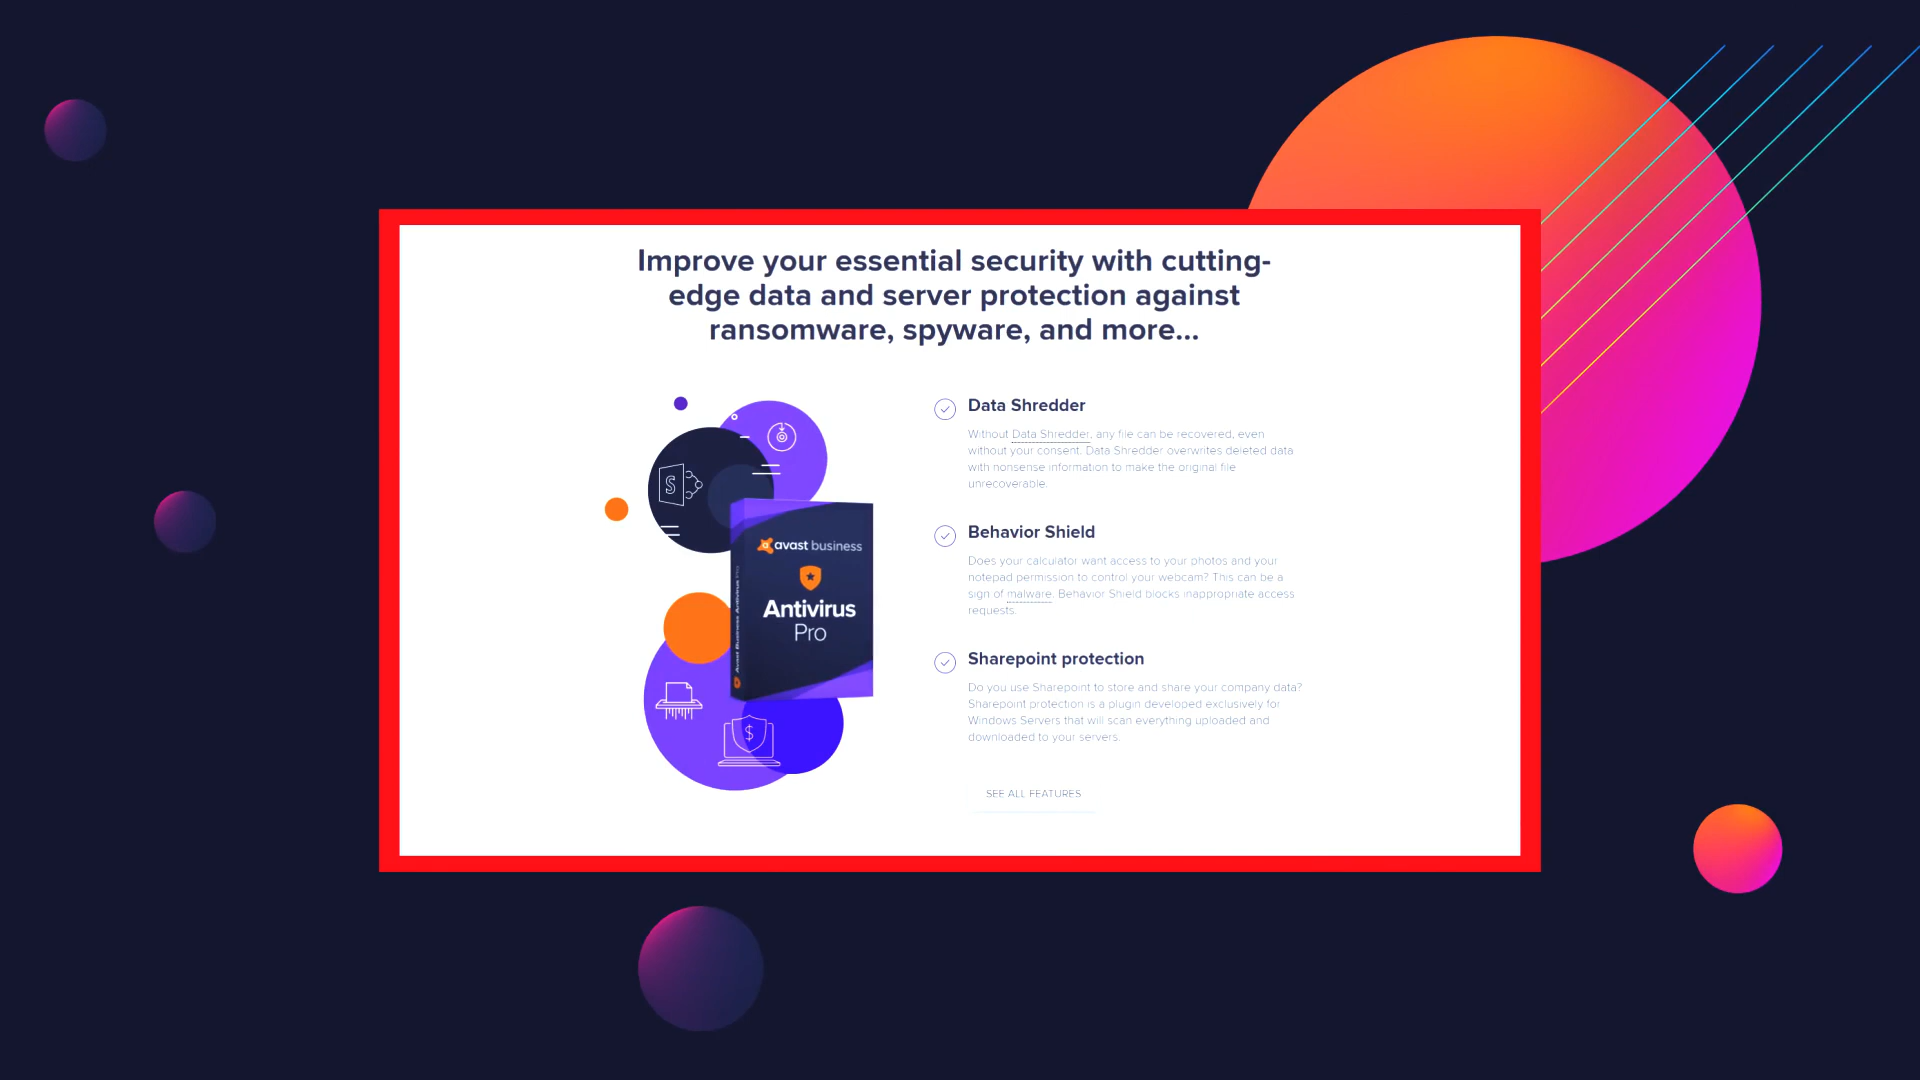 Improve your essential security with cutting-
edge data and server protection against
ransomware, spyware, and more...
Data Shredder
Without Data Shredder, any file can be recovered, even
without your consent. Data Shredder overwrites deleted data
with nonsense information to make the original file
unrecoverable.
Behavior Shield
Does your calculator want access to your photos and your
notepad permission to control your webcam? This can be a
sign of malware. Behavior Shield blocks inappropriate access
requests.
Sharepoint protection
Do you use Sharepoint to store and share your company data?
Sharepoint protection is a plugin developed exclusively for
Windows Servers that will scan everything uploaded and
downloaded to your servers.
SEE ALL FEATURES
S
avast business
Antivirus
Pro
Avast Business Antivirus Pro
$